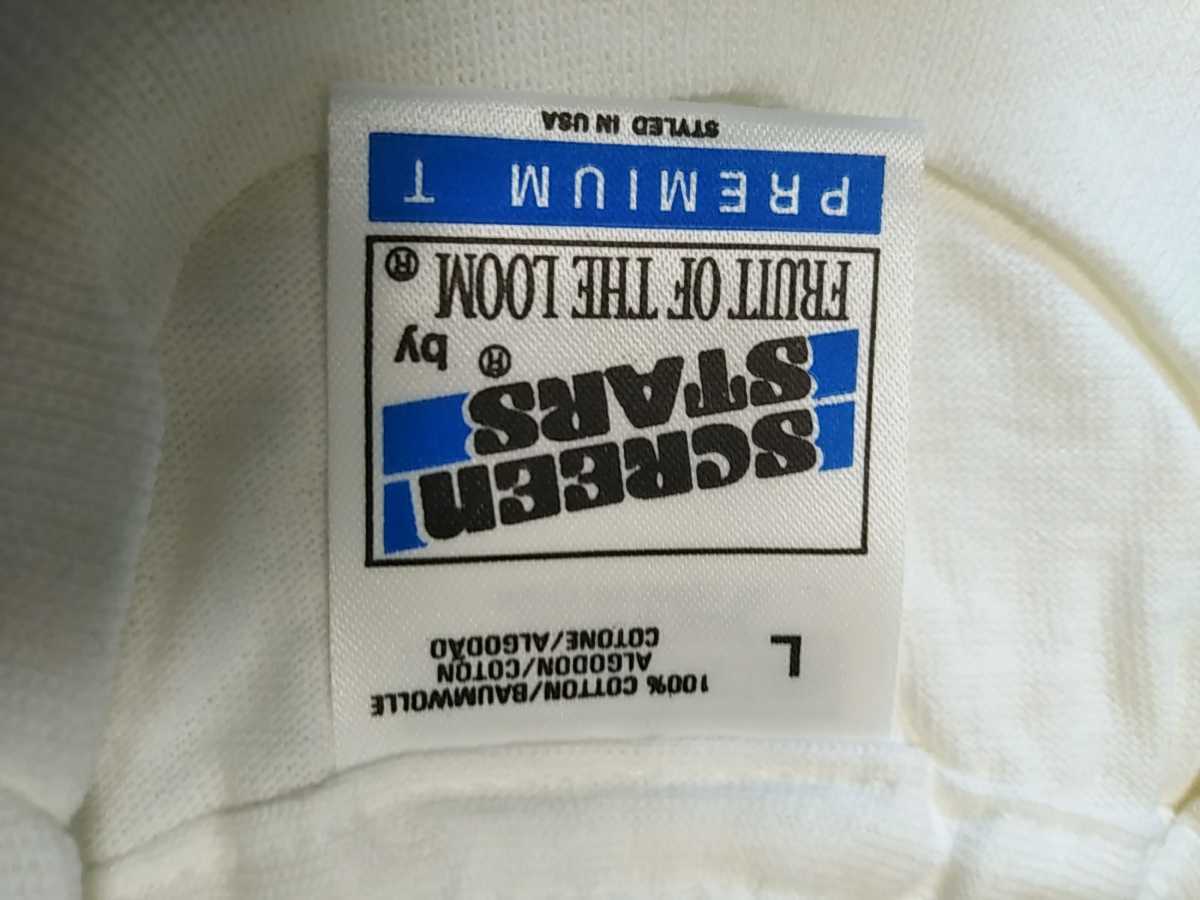 L
100% COTTON/BAUMWOLLE
ALGODON/COTON
COTONE/ALGODÃO
SCREEN
STARS® by
FRUIT OF THE LOOM®
PREMIUM T
STYLED IN USA